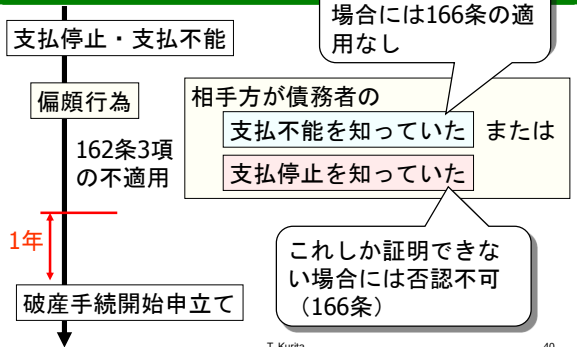 場合には166条の適
用なし
支払停止・支払不能
偏頗行為
相手方が債務者の
支払不能を知っていた または
支払停止を知っていた
162条3項
の不適用
1年
これしか証明できな
い場合には否認不可
（166条）
破産手続開始申立て